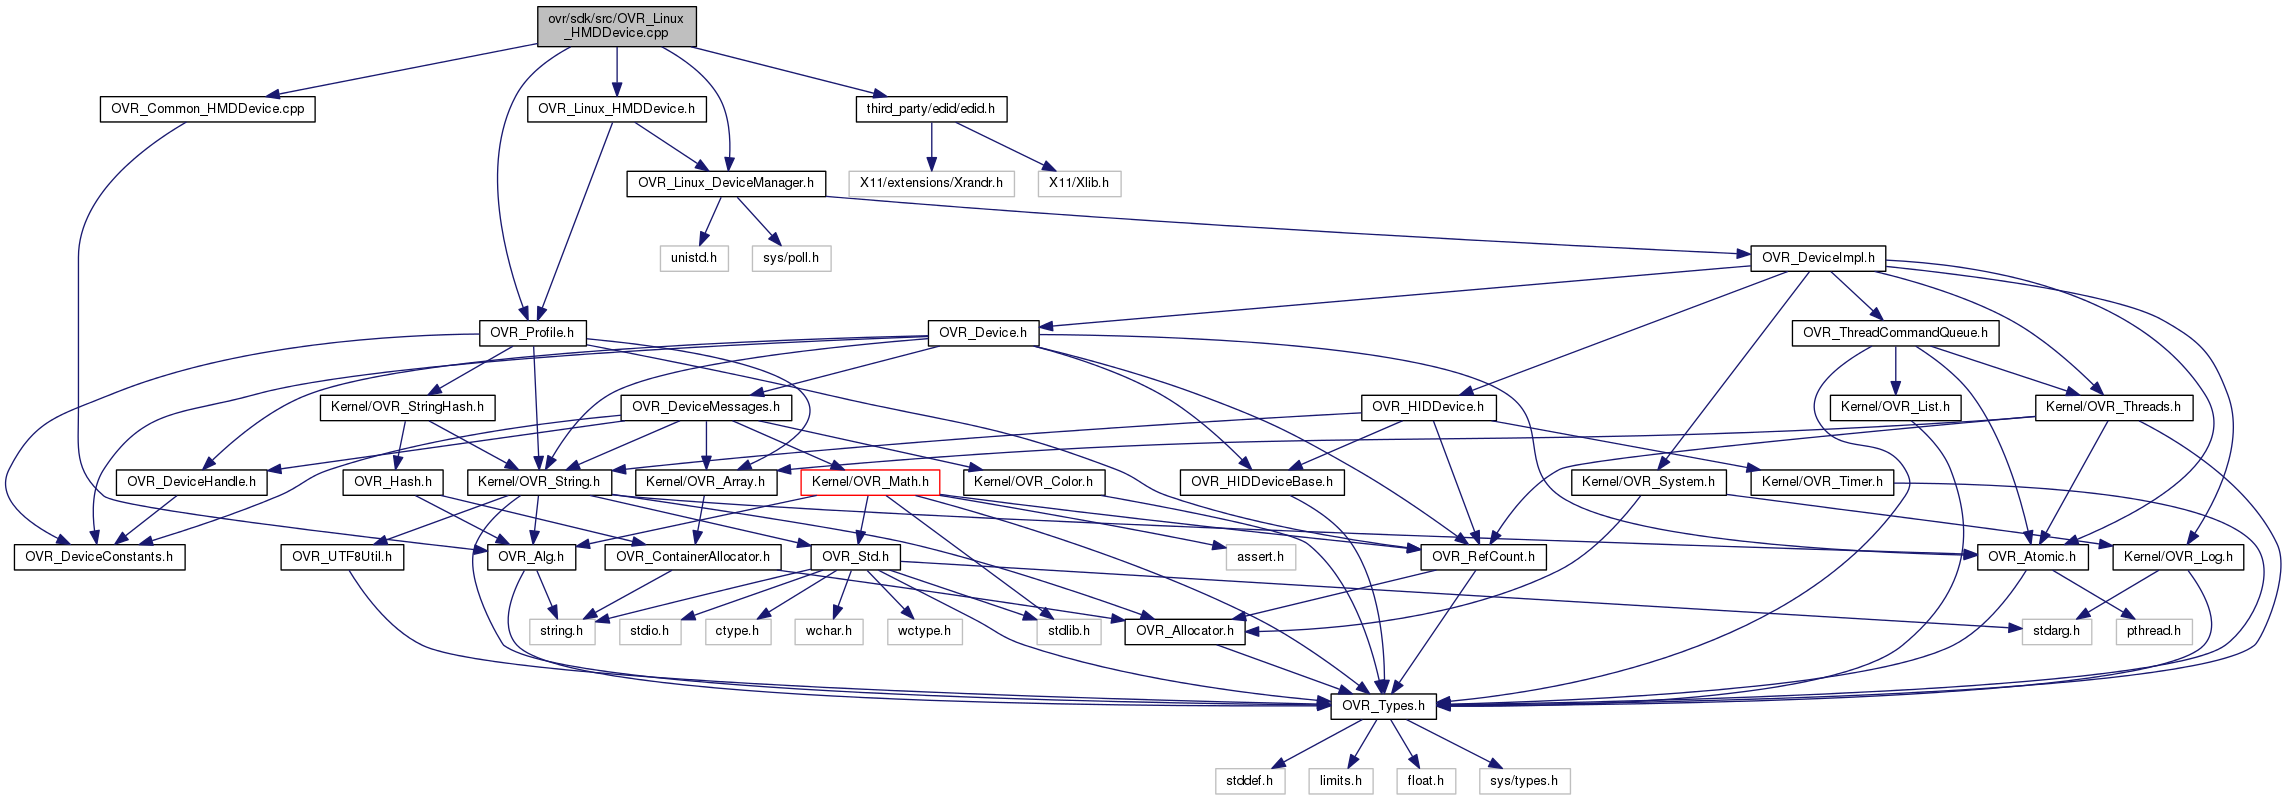 ovr/sdk/src/OVR_Linux
_HMDDevice.cpp
OVR_Common_HMDDevice.cpp
OVR_Linux_HMDDevice.h
third_party/edid/edid.h
OVR_Linux_DeviceManager.h
X11/extensions/Xrandr.h
X11/Xlib.h
unistd.h
sys/poll.h
OVR_DeviceImpl.h
OVR_Profile.h
OVR_Device.h
OVR_ThreadCommandQueue.h
Kernel/OVR_StringHash.h
OVR_DeviceMessages.h
OVR_HIDDevice.h
Kernel/OVR_List.h
Kernel/OVR_Threads.h
OVR_DeviceHandle.h
OVR_Hash.h
Kernel/OVR_String.h
Kernel/OVR_Array.h
Kernel/OVR_Math.h
Kernel/OVR_Color.h
OVR_HIDDeviceBase.h
Kernel/OVR_System.h
Kernel/OVR_Timer.h
OVR_DeviceConstants.h
OVR_UTF8Util.h
OVR_Alg.h
OVR_ContainerAllocator.h
OVR_Std.h
assert.h
OVR_RefCount.h
OVR_Atomic.h
Kernel/OVR_Log.h
string.h
stdio.h
ctype.h
wchar.h
wctype.h
stdlib.h
OVR_Allocator.h
stdarg.h
pthread.h
OVR_Types.h
stddef.h
limits.h
float.h
sys/types.h